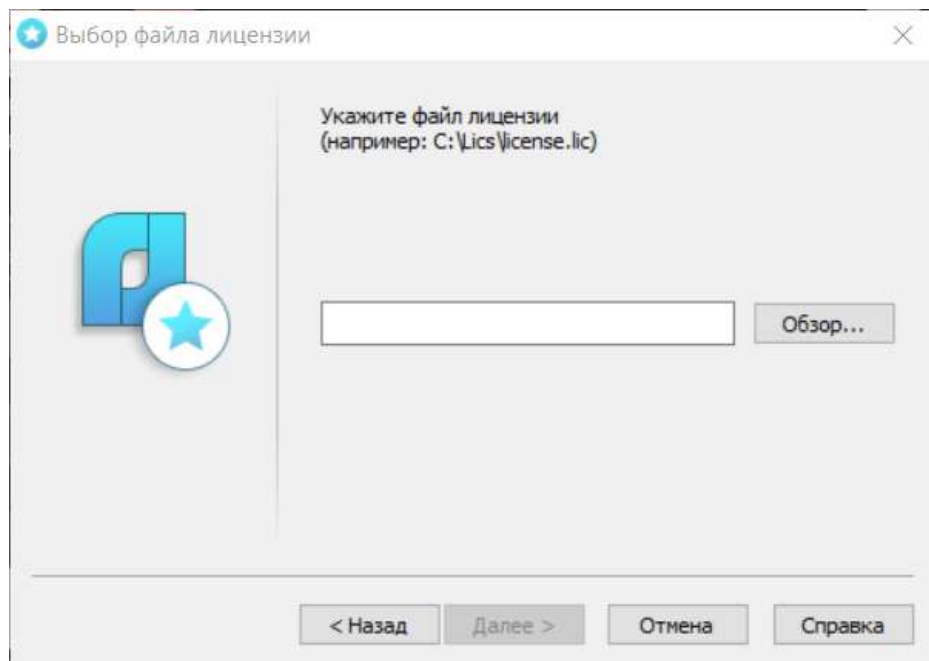 Выбор файла лицензии
Укажите файл лицензии
(например: C:\Lics\license.lic)
Обзор...
< Назад
Далее >
Отмена
Справка